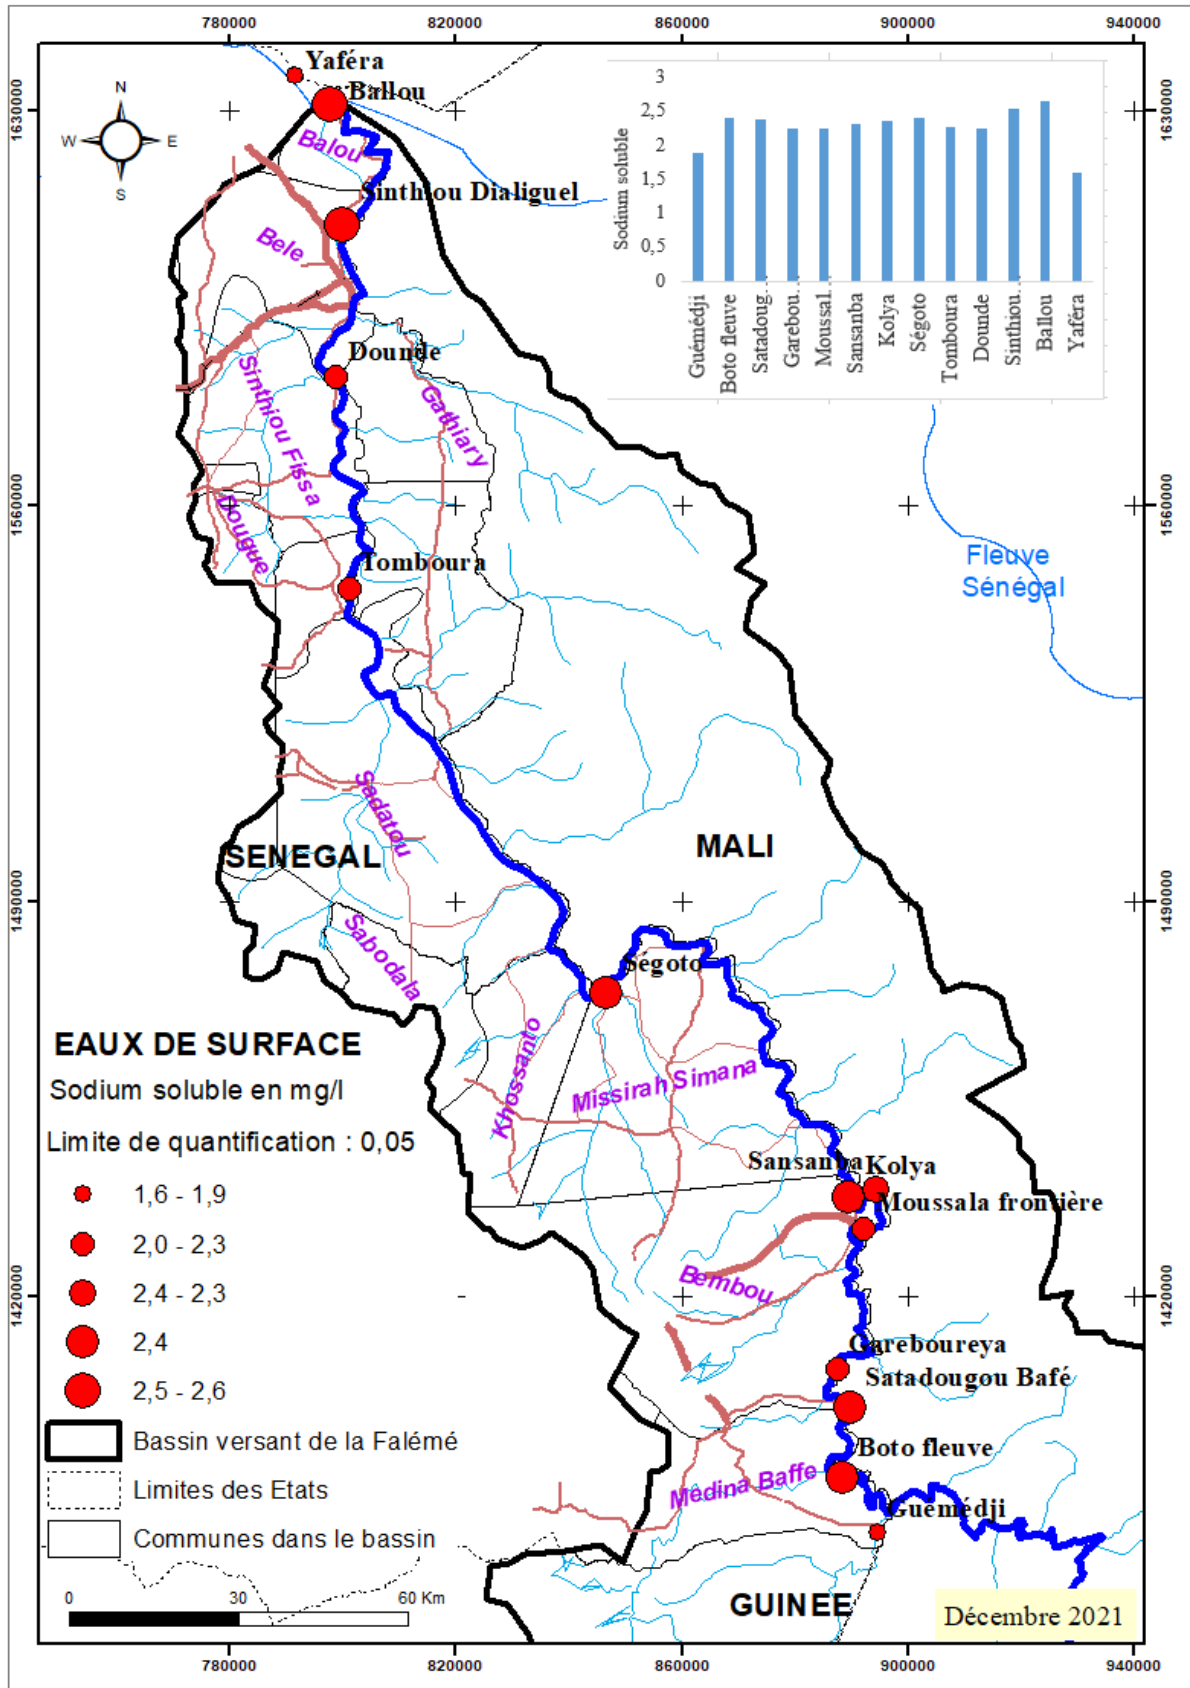 780000
820000
860000
900000
940000
1630000
1630000
Yaféra
Ballou
N
W
E
S
Balou
Sinthiou Dialiguel
Bele
Sodium soluble
3
2,5
2
1,5
1
0,5
0
Guémédji
Boto fleuve
Satadoug…
Garebou…
Moussal…
Sansanba
Kolya
Ségoto
Tomboura
Dounde
Sinthiou…
Ballou
Yaféra
Dounde
Sinthiou Fissa
Gathiary
Dougue
1560000
1560000
Fleuve
Sénégal
Tomboura
Sadatou
SENEGAL
MALI
1490000
1490000
Sabodala
Ségoto
Khossanto
Missirah Simana
EAUX DE SURFACE
Sodium soluble en mg/l
Limite de quantification : 0,05
1,6 - 1,9
2,0 - 2,3
2,4 - 2,3
2,4
2,5 - 2,6
Bassin versant de la Falémé
Limites des Etats
Communes dans le bassin
Sansanba
Kolya
Moussala frontière
Bembou
1420000
1420000
Gareboureya
Satadougou Bafé
Boto fleuve
Medina Baffe
Guémédji
GUINEE
0
30
60 Km
Décembre 2021
780000
820000
860000
900000
940000